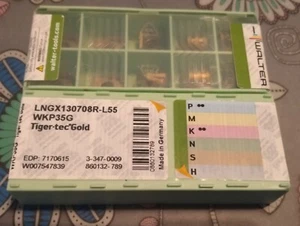 walter-tools.com
WALTER
LNGX130708R-L55
WKP35G
Tiger·tec®Gold
EDP: 7170615
3-347-0009
W007547839
860132-789
Made in Germany
P ••
M
K ••
N
S
H